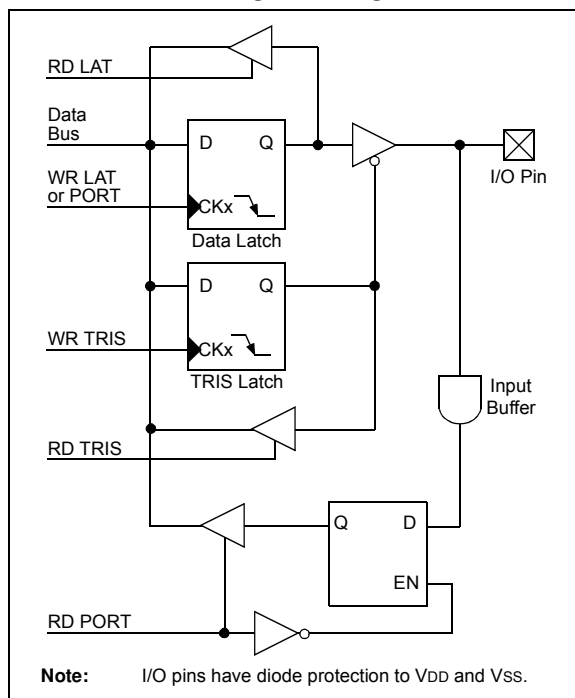 RD LAT
Data
Bus
D Q
WR LAT
or PORT
CKx
Data Latch
I/O Pin
D Q
WR TRIS
CKx
TRIS Latch
Input
Buffer
RD TRIS
Q D
EN
RD PORT
Note: I/O pins have diode protection to VDD and VSS.